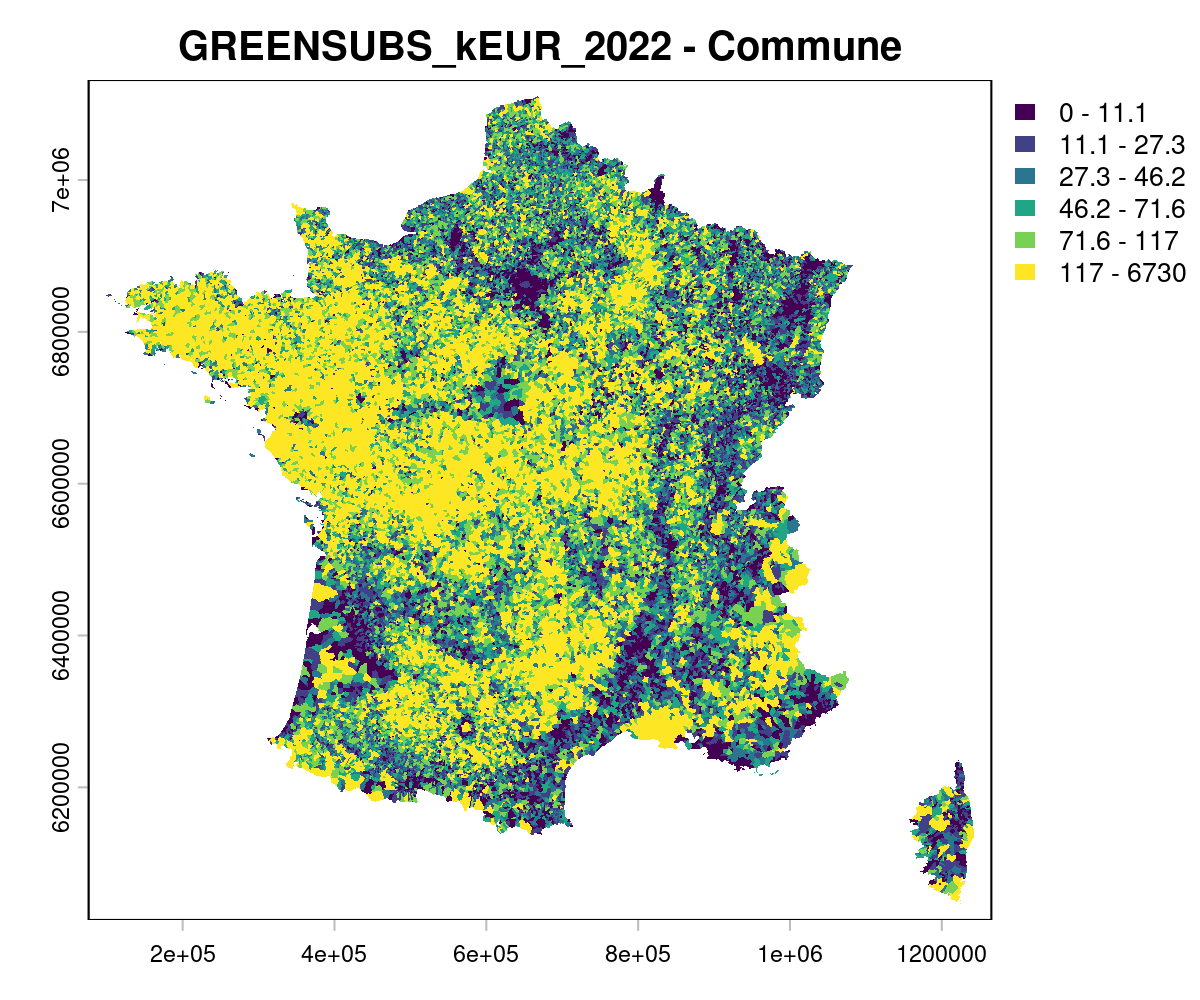 GREENSUBS_kEUR_2022 - Commune
0 - 11.1
11.1 - 27.3
27.3 - 46.2
46.2 - 71.6
71.6 - 117
117 - 6730
7e+06
6800000
6600000
6400000
6200000
2e+05 4e+05 6e+05 8e+05 1e+06 1200000